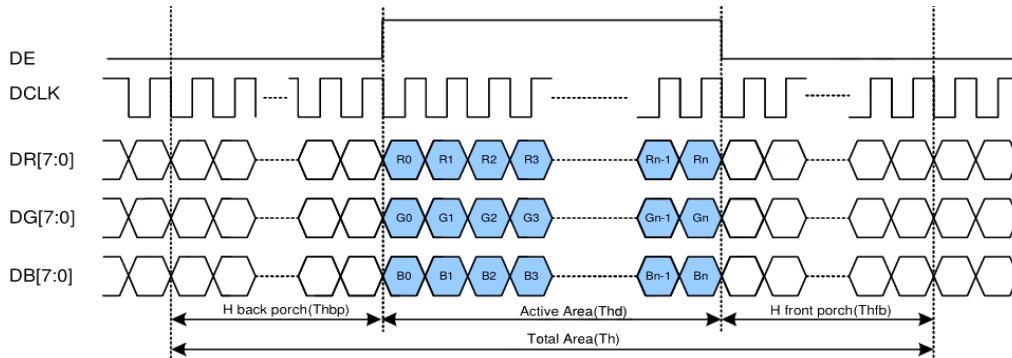 DE
DCLK
DR[7:0] R0 R1 R2 R3 Rn-1 Rn
DG[7:0] G0 G1 G2 G3 Gn-1 Gn
DB[7:0] B0 B1 B2 B3 Bn-1 Bn
H back porch(Thbp) Active Area(Thd) H front porch(Thfb)
Total Area(Th)